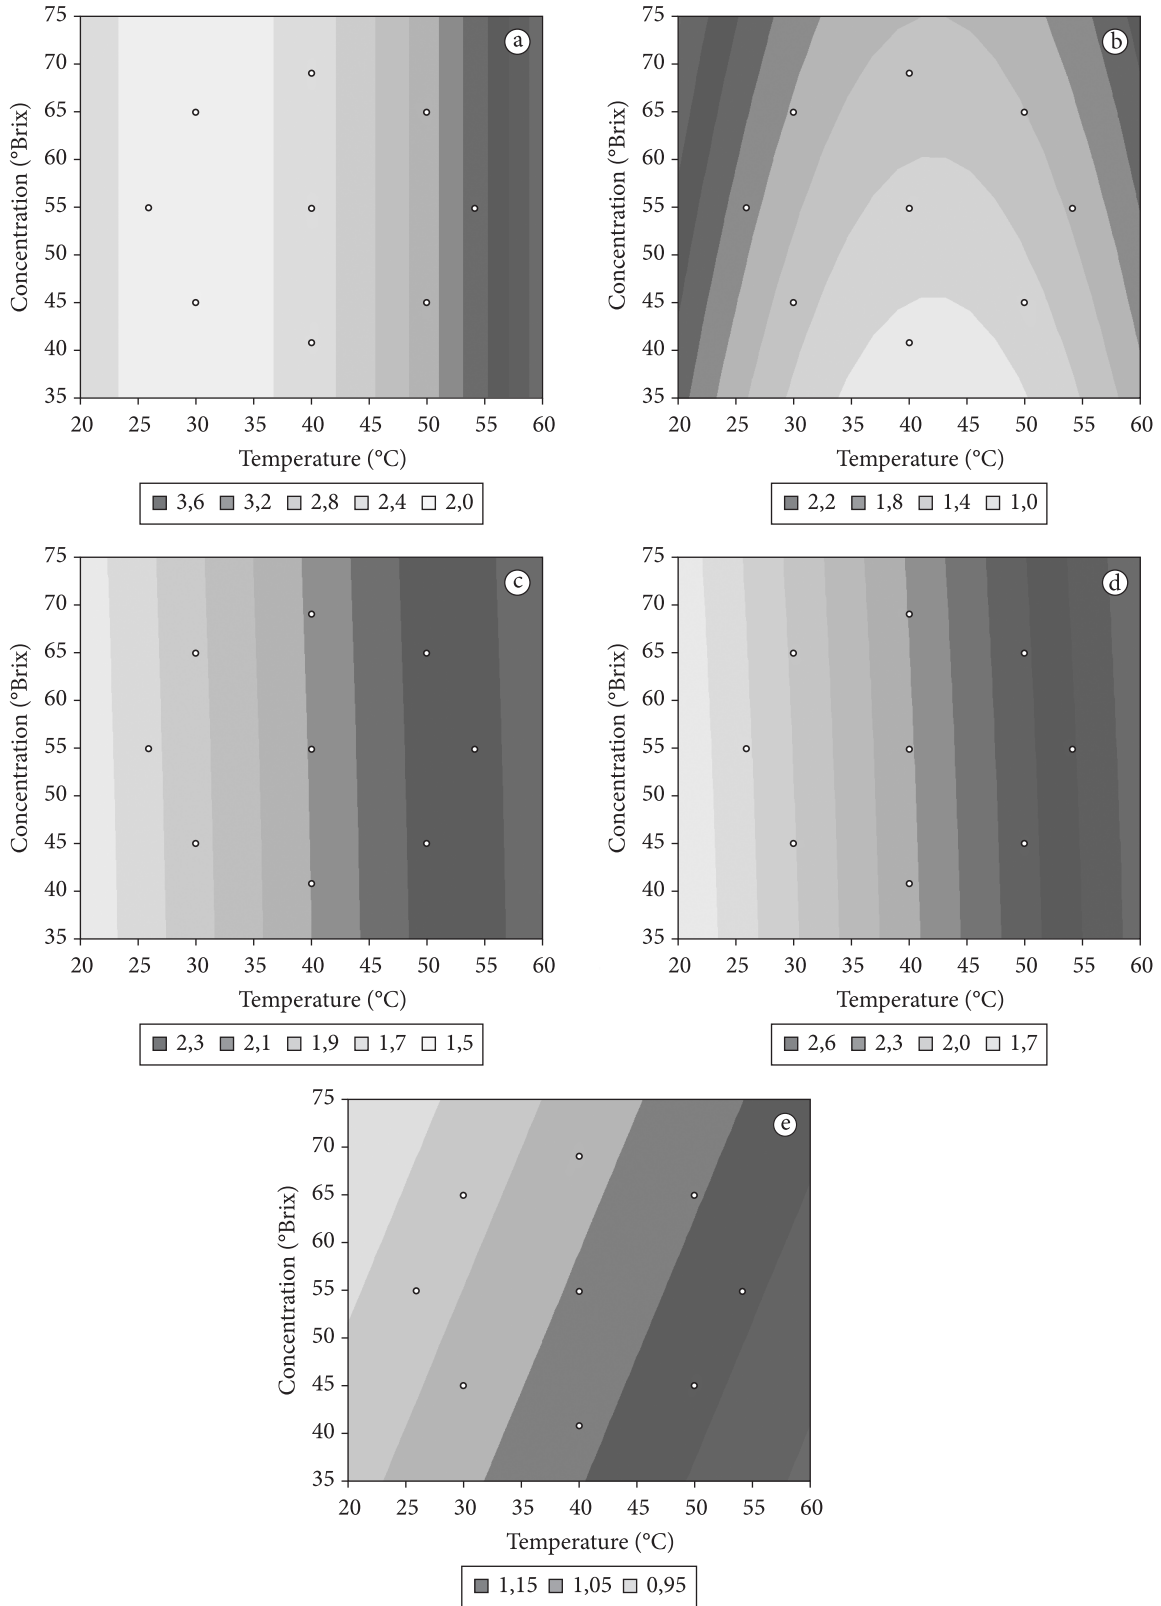 a
75
70
65
60
55
50
45
40
35
Concentration (°Brix)
20 25 30 35 40 45 50 55 60
Temperature (°C)
3,6 3,2 2,8 2,4 2,0
b
75
70
65
60
55
50
45
40
35
Concentration (°Brix)
20 25 30 35 40 45 50 55 60
Temperature (°C)
2,2 1,8 1,4 1,0
c
75
70
65
60
55
50
45
40
35
Concentration (°Brix)
20 25 30 35 40 45 50 55 60
Temperature (°C)
2,3 2,1 1,9 1,7 1,5
d
75
70
65
60
55
50
45
40
35
Concentration (°Brix)
20 25 30 35 40 45 50 55 60
Temperature (°C)
2,6 2,3 2,0 1,7
e
75
70
65
60
55
50
45
40
35
Concentration (°Brix)
20 25 30 35 40 45 50 55 60
Temperature (°C)
1,15 1,05 0,95